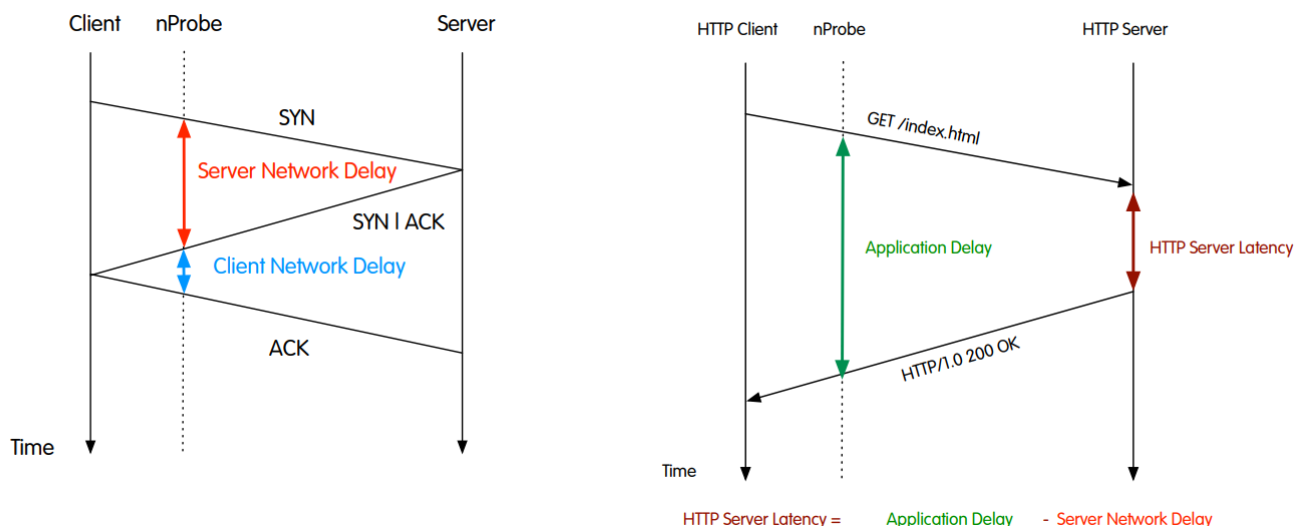 Client nProbe Server
SYN
Server Network Delay
SYN | ACK
Client Network Delay
ACK
Time
HTTP Client nProbe HTTP Server
GET /index.html
Application Delay
HTTP Server Latency
HTTP/1.0 200 OK
Time
HTTP Server Latency = Application Delay - Server Network Delay